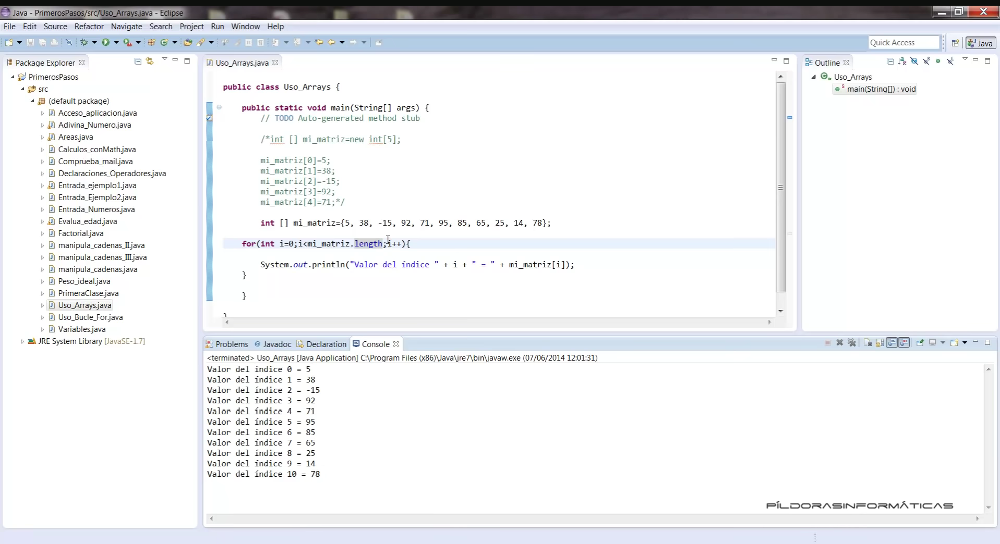 Java - PrimerosPasos/src/Uso_Arrays.java - Eclipse
File Edit Source Refactor Navigate Search Project Run Window Help
Quick Access
Java
Package Explorer
PrimerosPasos
src
(default package)
Acceso_aplicacion.java
Adivina_Numero.java
Areas.java
Calculos_conMath.java
Comprueba_mail.java
Declaraciones_Operadores.java
Entrada_ejemplo1.java
Entrada_Ejemplo2.java
Entrada_Numeros.java
Evalua_edad.java
Factorial.java
manipula_cadenas_II.java
manipula_cadenas_III.java
manipula_cadenas.java
Peso_ideal.java
PrimeraClase.java
Uso_Arrays.java
Uso_Bucle_For.java
Variables.java
JRE System Library [JavaSE-1.7]
Uso_Arrays.java
public class Uso_Arrays {
public static void main(String[] args) {
// TODO Auto-generated method stub
/*int [] mi_matriz=new int[5];
mi_matriz[0]=5;
mi_matriz[1]=38;
mi_matriz[2]=-15;
mi_matriz[3]=92;
mi_matriz[4]=71;*/
int [] mi_matriz={5, 38, -15, 92, 71, 95, 85, 65, 25, 14, 78};
for(int i=0;i<mi_matriz.length;i++){
System.out.println("Valor del índice " + i + " = " + mi_matriz[i]);
}
}
}
Outline
Uso_Arrays
main(String[]) : void
Problems @ Javadoc Declaration Console
<terminated> Uso_Arrays [Java Application] C:\Program Files (x86)\Java\jre7\bin\javaw.exe (07/06/2014 12:01:31)
Valor del índice 0 = 5
Valor del índice 1 = 38
Valor del índice 2 = -15
Valor del índice 3 = 92
Valor del índice 4 = 71
Valor del índice 5 = 95
Valor del índice 6 = 85
Valor del índice 7 = 65
Valor del índice 8 = 25
Valor del índice 9 = 14
Valor del índice 10 = 78
PÍLDORASINFORMÁTICAS